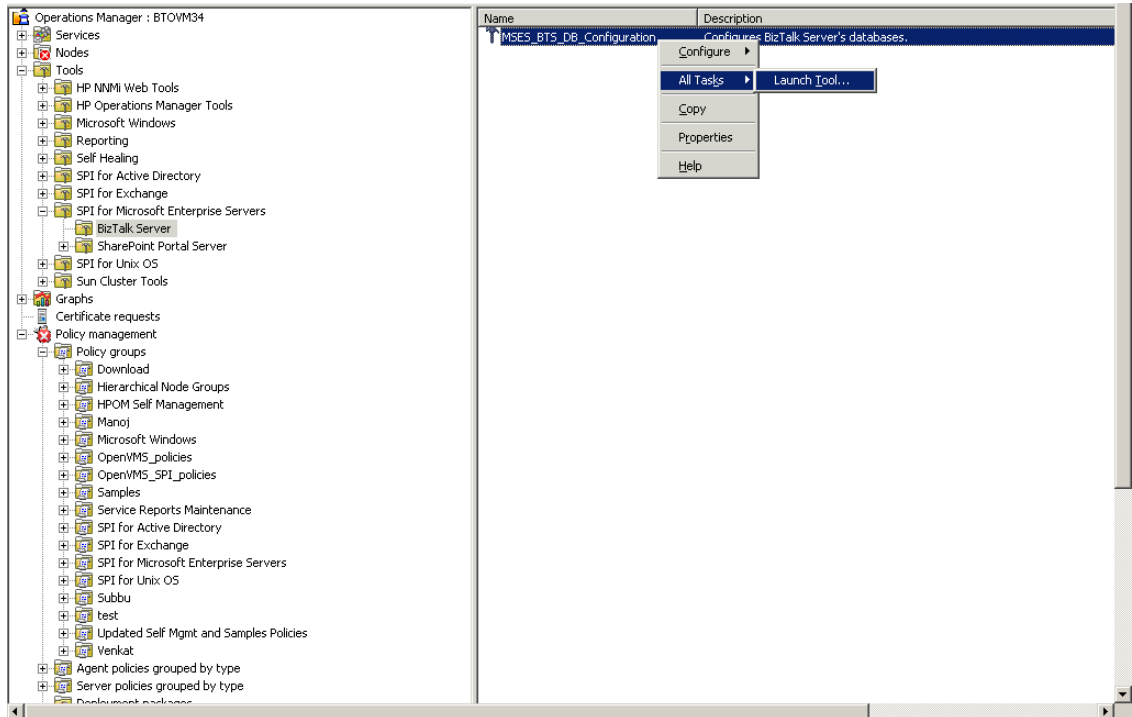 Operations Manager : BTOVM34
Services
Nodes
Tools
HP NNMi Web Tools
HP Operations Manager Tools
Microsoft Windows
Reporting
Self Healing
SPI for Active Directory
SPI for Exchange
SPI for Microsoft Enterprise Servers
BizTalk Server
SharePoint Portal Server
SPI for Unix OS
Sun Cluster Tools
Graphs
Certificate requests
Policy management
Policy groups
Download
Hierarchical Node Groups
HPOM Self Management
Manoj
Microsoft Windows
OpenVMS_policies
OpenVMS_SPI_policies
Samples
Service Reports Maintenance
SPI for Active Directory
SPI for Exchange
SPI for Microsoft Enterprise Servers
SPI for Unix OS
Subbu
test
Updated Self Mgmt and Samples Policies
Venkat
Agent policies grouped by type
Server policies grouped by type
Deployment packages
Name Description
MSES_BTS_DB_Configuration Configures BizTalk Server's databases.
Configure
All Tasks Launch Tool...
Copy
Properties
Help